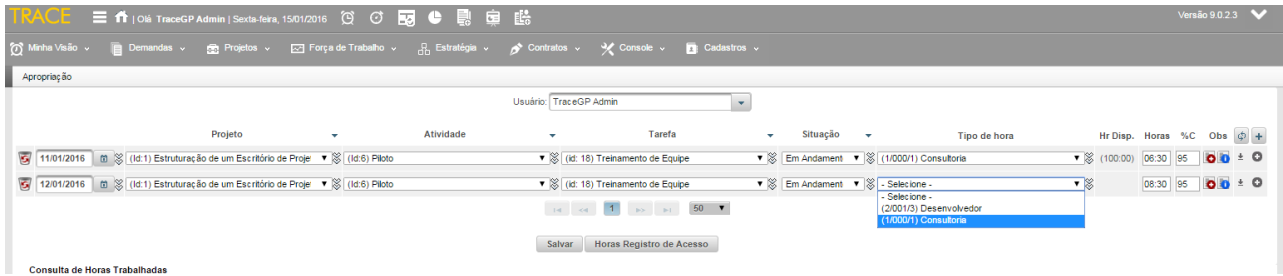 TRACE | Olá TraceGP Admin | Sexta-feira, 15/01/2016 Versão 9.0.2.3
Minha Visão Demandas Projetos Força de Trabalho Estratégia Contratos Console Cadastros
Apropriação
Usuário: TraceGP Admin
Projeto Atividade Tarefa Situação Tipo de hora Hr Disp. Horas %C Obs
11/01/2016 (Id:1) Estruturação de um Escritório de Proje (Id:6) Piloto (id: 18) Treinamento de Equipe Em Andament (1/000/1) Consultoria (100:00) 06:30 95
12/01/2016 (Id:1) Estruturação de um Escritório de Proje (Id:6) Piloto (id: 18) Treinamento de Equipe Em Andament - Selecione - 08:30 95
- Selecione -
(2/001/3) Desenvolvedor
(1/000/1) Consultoria
1 50
Salvar Horas Registro de Acesso
Consulta de Horas Trabalhadas